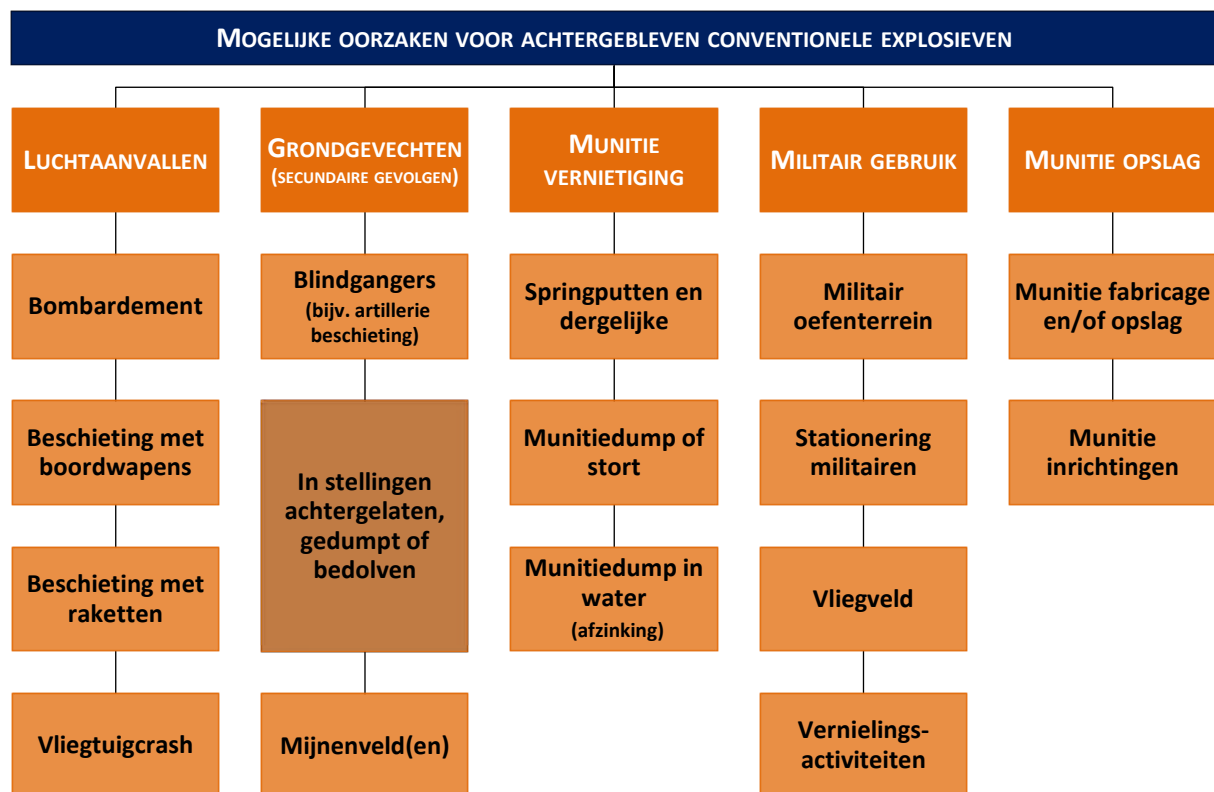 MOGELIJKE OORZAKEN VOOR ACHTERGEBLEVEN CONVENTIONELE EXPLOSIEVEN
LUCHTAANVALLEN
Bombardement
Beschieting met
boordwapens
Beschieting met
raketten
Vliegtuigcrash
GRONDGEVECHTEN
(SECUNDAIRE GEVOLGEN)
Blindgangers
(bijv. artillerie
beschieting)
In stellingen
achtergelaten,
gedumpt of
bedolven
Mijnenveld(en)
MUNITIE
VERNIETIGING
Springputten en
dergelijke
Munitiedump of
stort
Munitiedump in
water
(afzinking)
MILITAIR GEBRUIK
Militair
oefenterrein
Stationering
militairen
Vliegveld
Vernielings-
activiteiten
MUNITIE OPSLAG
Munitie fabricage
en/of opslag
Munitie
inrichtingen